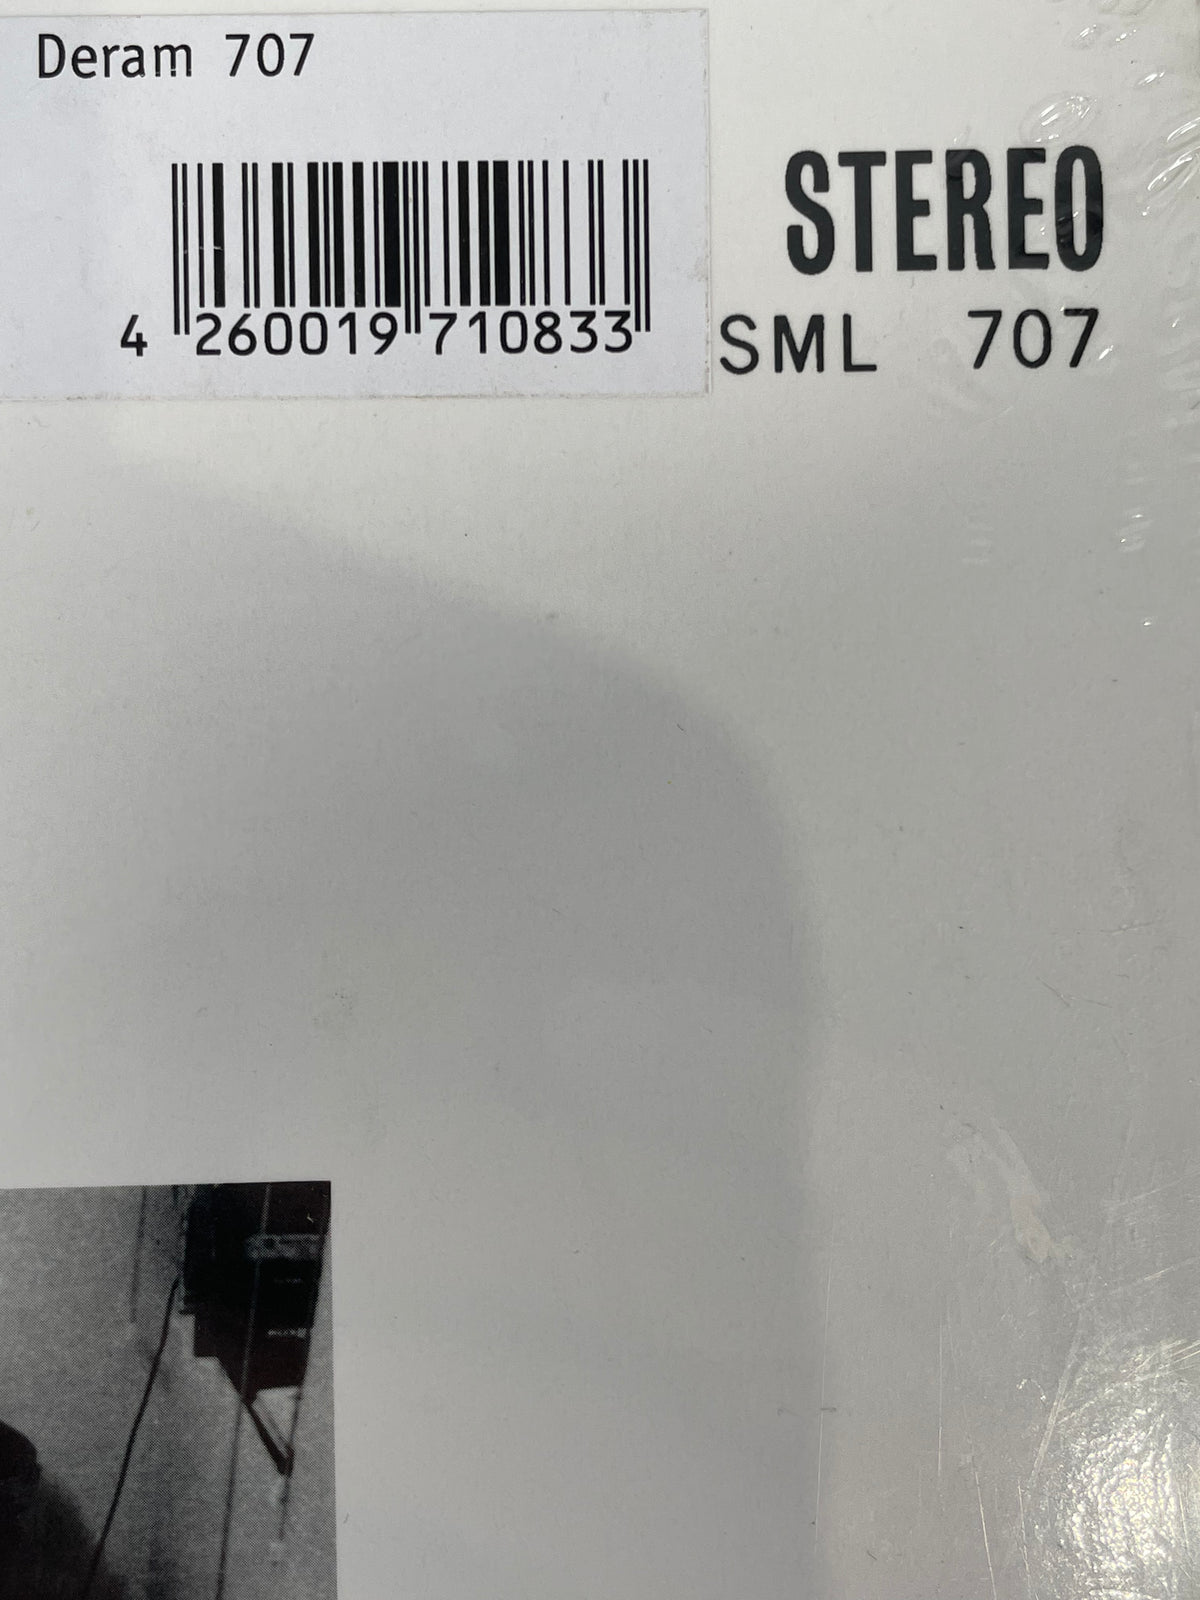 Deram 707
STEREO
4 260019 710833
SML 707